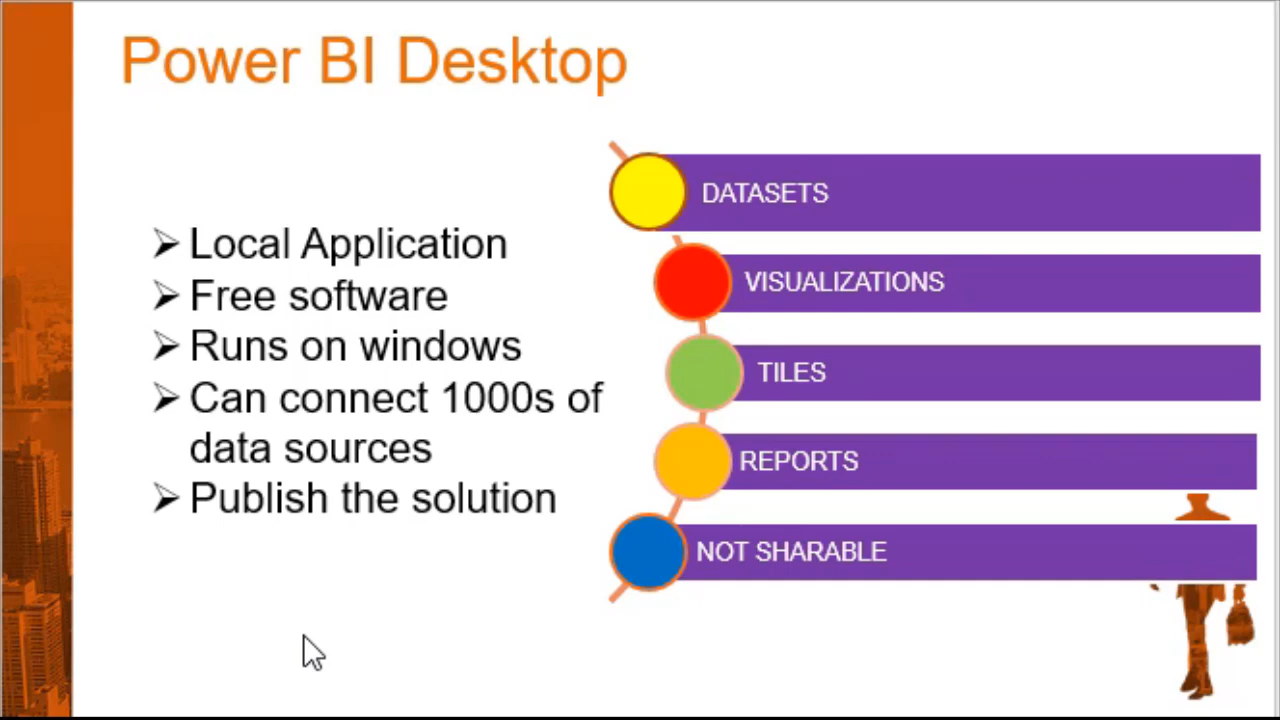 Power BI Desktop
Local Application
Free software
Runs on windows
Can connect 1000s of
data sources
Publish the solution
DATASETS
VISUALIZATIONS
TILES
REPORTS
NOT SHARABLE